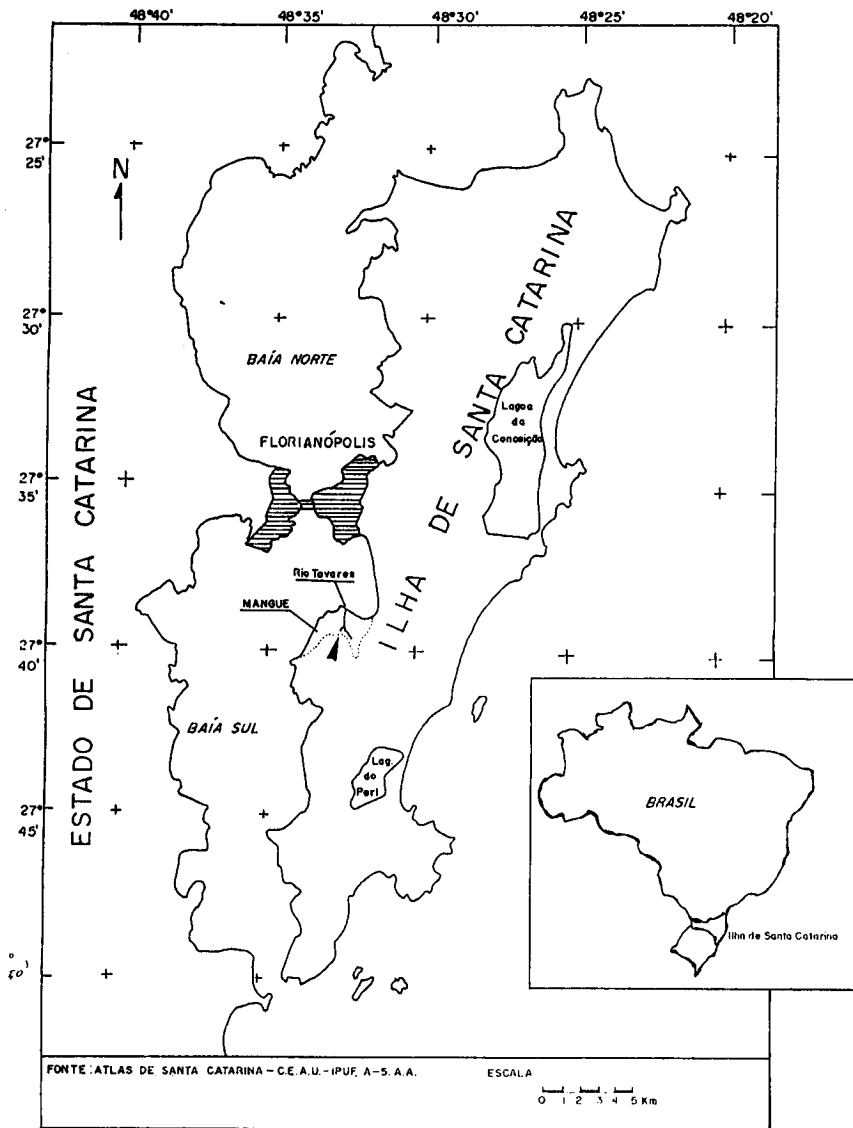 48° 40' 48° 35' 48° 30' 48° 25' 48° 20'
27°
25'
N
27°
30'
BAÍA NORTE
FLORIANÓPOLIS
27°
35'
Lagoa
da
Conceição
ILHA DE SANTA CATARINA
ESTADO DE SANTA CATARINA
Rio Tavares
MANGUE
27°
40'
BAÍA SUL
Lag.
do
Peri
27°
45'
BRASIL
Ilha de Santa Catarina
50'
FONTE: ATLAS DE SANTA CATARINA – C.E.A.U. – IPUF, A–S.A.A.
ESCALA
0 1 2 3 4 5 Km